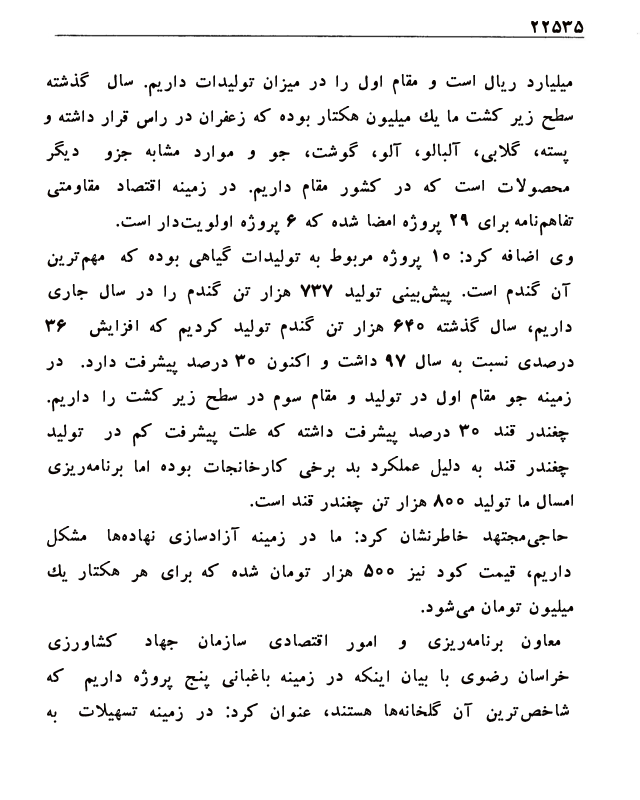 ۲۲۵۳۵
میلیارد ریال است و مقام اول را در میزان تولیدات داریم. سال گذشته
سطح زیر کشت ما یك میلیون هکتار بوده که زعفران در راس قرار داشته و
پسته، گلابی، آلبالو، آلو، گوشت، جو و موارد مشابه جزو دیگر
محصولات است که در کشور مقام داریم. در زمینه اقتصاد مقاومتی
تفاهم‌نامه برای ۲۹ پروژه امضا شده که ۶ پروژه اولویت‌دار است.
وی اضافه کرد: ۱۰ پروژه مربوط به تولیدات گیاهی بوده که مهم‌ترین
آن گندم است. پیش‌بینی تولید ۷۳۷ هزار تن گندم را در سال جاری
داریم، سال گذشته ۶۴۰ هزار تن گندم تولید کردیم که افزایش ۳۶
درصدی نسبت به سال ۹۷ داشت و اکنون ۳۰ درصد پیشرفت دارد. در
زمینه جو مقام اول در تولید و مقام سوم در سطح زیر کشت را داریم.
چغندر قند ۳۰ درصد پیشرفت داشته که علت پیشرفت کم در تولید
چغندر قند به دلیل عملکرد بد برخی کارخانجات بوده اما برنامه‌ریزی
امسال ما تولید ۸۰۰ هزار تن چغندر قند است.
حاجی‌مجتهد خاطرنشان کرد: ما در زمینه آزادسازی نهاده‌ها مشکل
داریم، قیمت کود نیز ۵۰۰ هزار تومان شده که برای هر هکتار یك
میلیون تومان می‌شود.
معاون برنامه‌ریزی و امور اقتصادی سازمان جهاد کشاورزی
خراسان رضوی با بیان اینکه در زمینه باغبانی پنج پروژه داریم که
شاخص‌ترین آن گلخانه‌ها هستند، عنوان کرد: در زمینه تسهیلات به